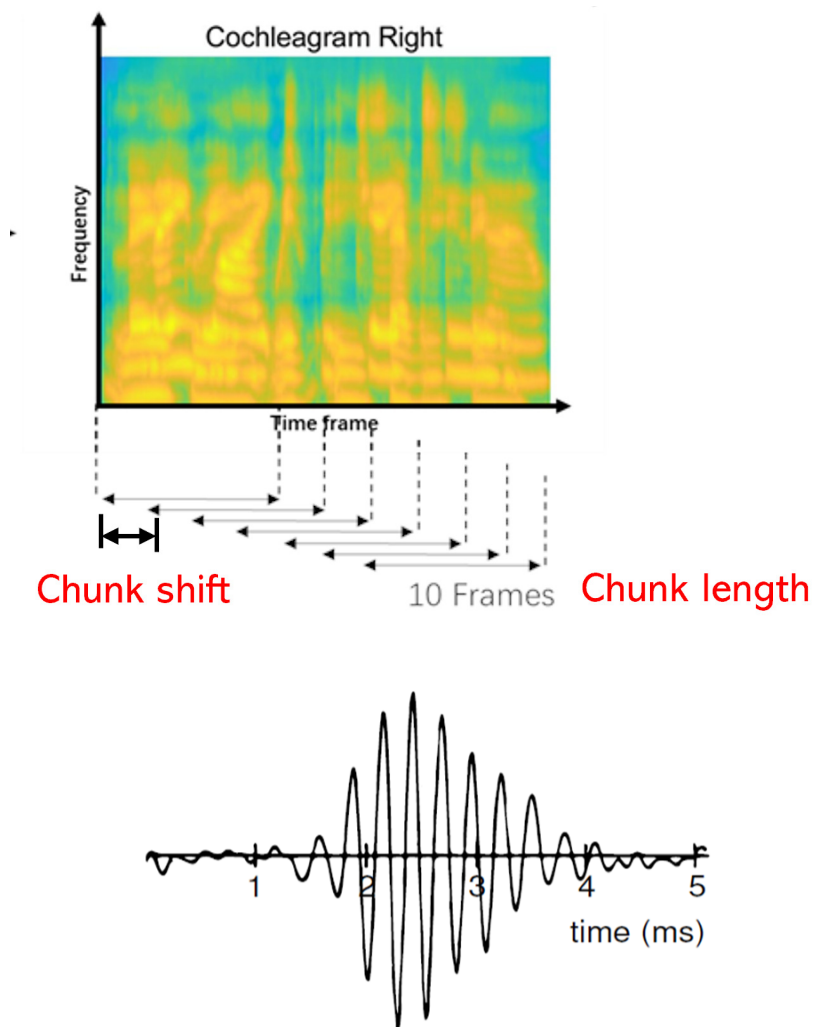 Cochleagram Right
Frequency
Time frame
Chunk shift
10 Frames
Chunk length
1
2
3
4
5
time (ms)